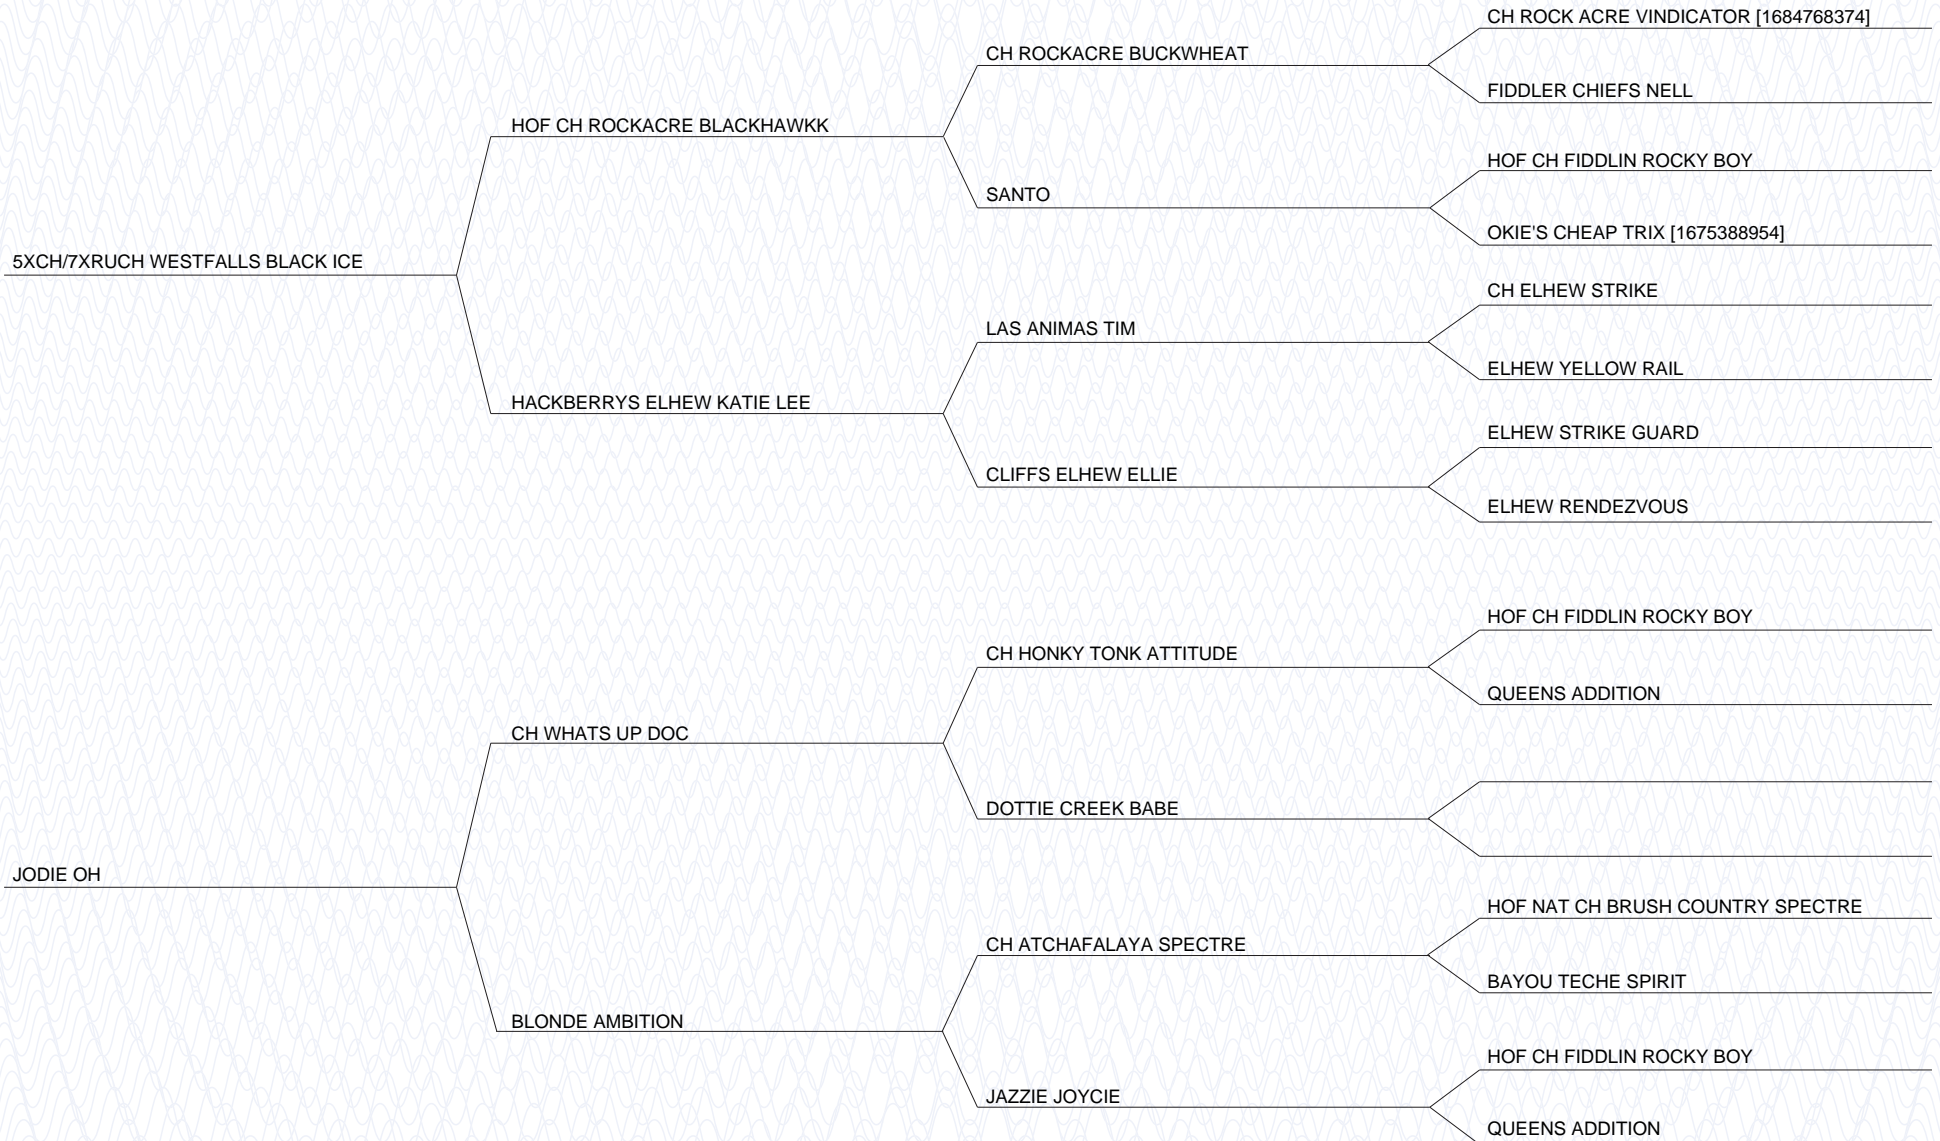 CH ROCK ACRE VINDICATOR [1684768374]
CH ROCKACRE BUCKWHEAT
FIDDLER CHIEFS NELL
HOF CH ROCKACRE BLACKHAWKK
HOF CH FIDDLIN ROCKY BOY
SANTO
OKIE'S CHEAP TRIX [1675388954]
5XCH/7XRUCH WESTFALLS BLACK ICE
CH ELHEW STRIKE
LAS ANIMAS TIM
ELHEW YELLOW RAIL
HACKBERRYS ELHEW KATIE LEE
ELHEW STRIKE GUARD
CLIFFS ELHEW ELLIE
ELHEW RENDEZVOUS
HOF CH FIDDLIN ROCKY BOY
CH HONKY TONK ATTITUDE
QUEENS ADDITION
CH WHATS UP DOC
DOTTIE CREEK BABE
JODIE OH
HOF NAT CH BRUSH COUNTRY SPECTRE
CH ATCHAFALAYA SPECTRE
BAYOU TECHE SPIRIT
BLONDE AMBITION
HOF CH FIDDLIN ROCKY BOY
JAZZIE JOYCIE
QUEENS ADDITION